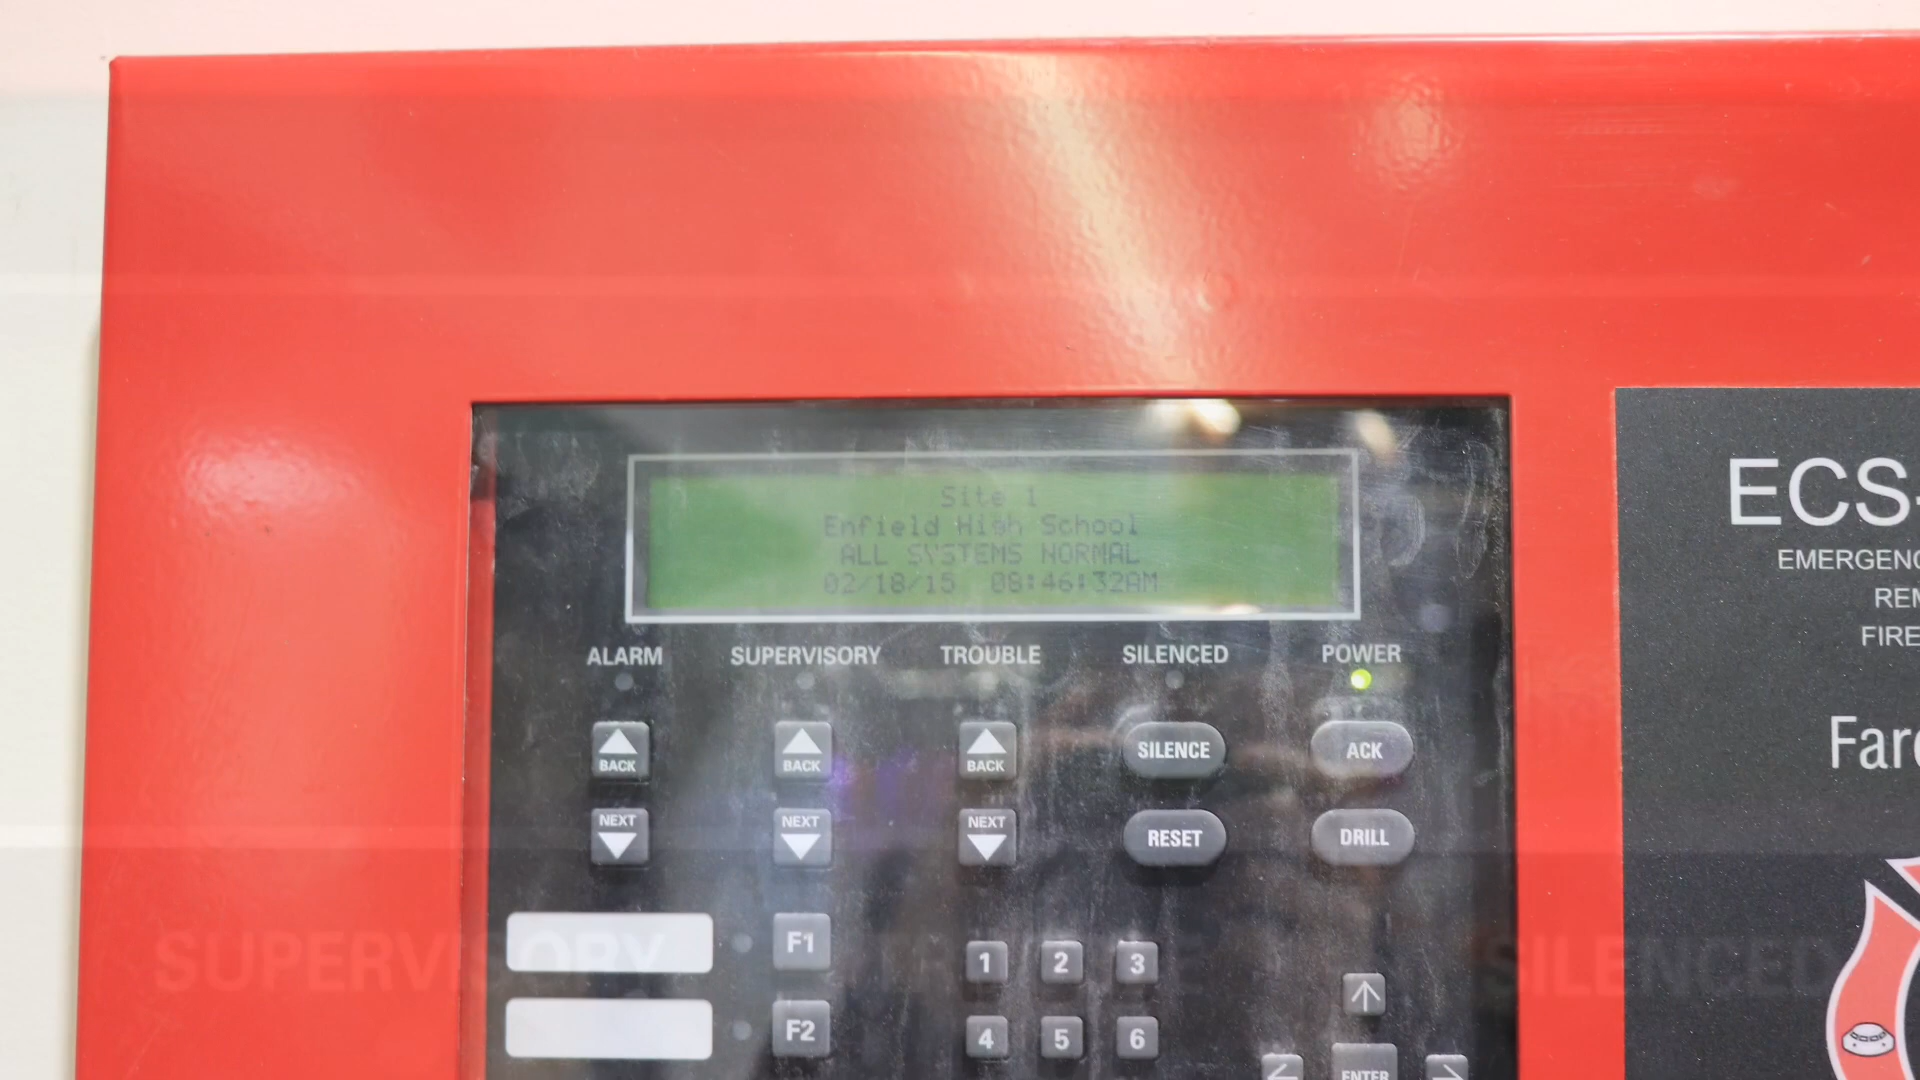 Site 1
Enfield High School
ALL SYSTEMS NORMAL
02/18/15 08:46:32AM
ALARM SUPERVISORY TROUBLE SILENCED POWER
BACK BACK BACK SILENCE ACK
NEXT NEXT NEXT RESET DRILL
F1 1 2 3
F2 4 5 6
ENTER
ECS-
EMERGENC
REM
FIRE
Fara
SUPERVISORY SILENCED